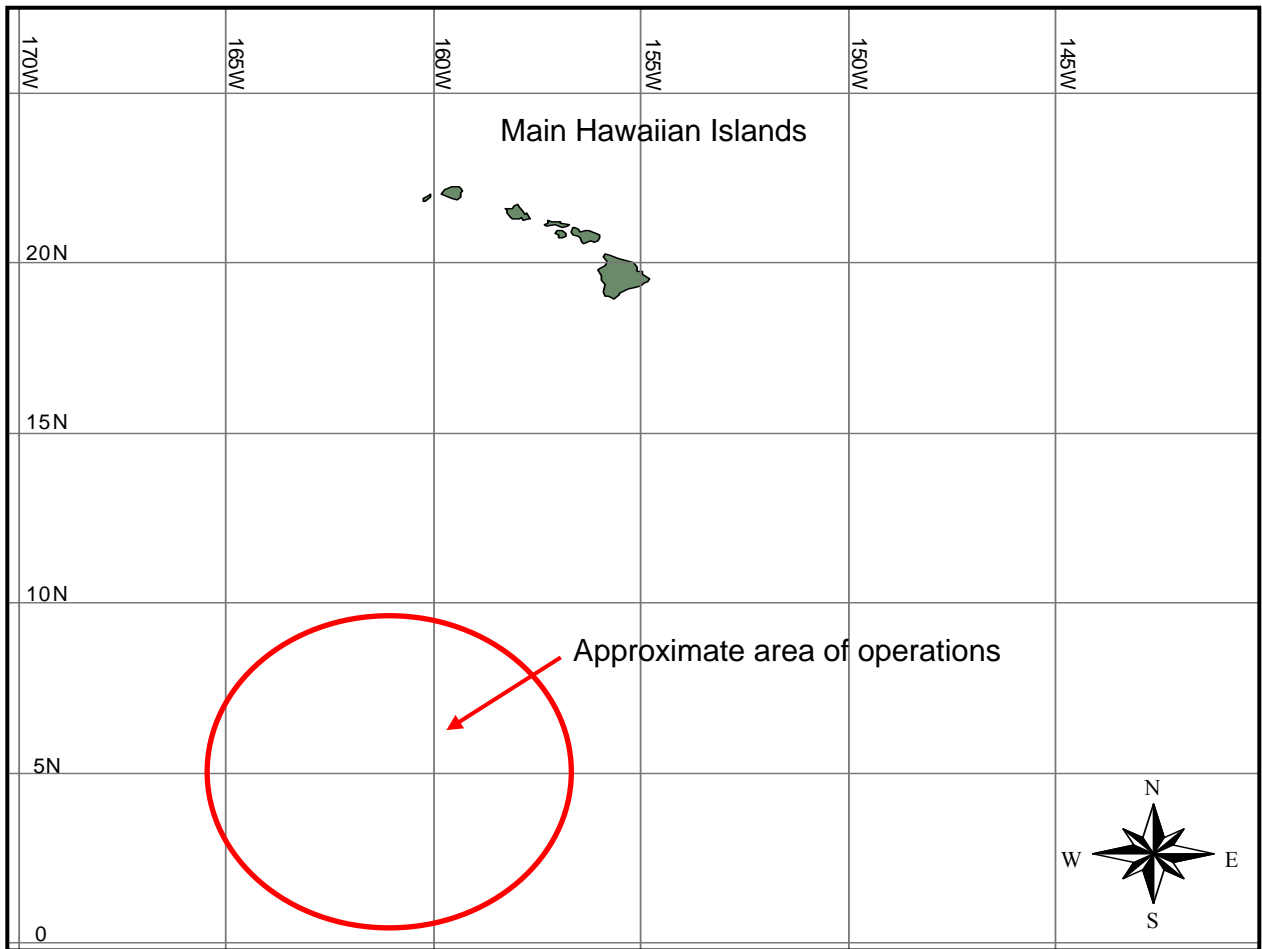 170W
165W
160W
155W
150W
145W
Main Hawaiian Islands
20N
15N
10N
Approximate area of operations
5N
N
W
E
S
0